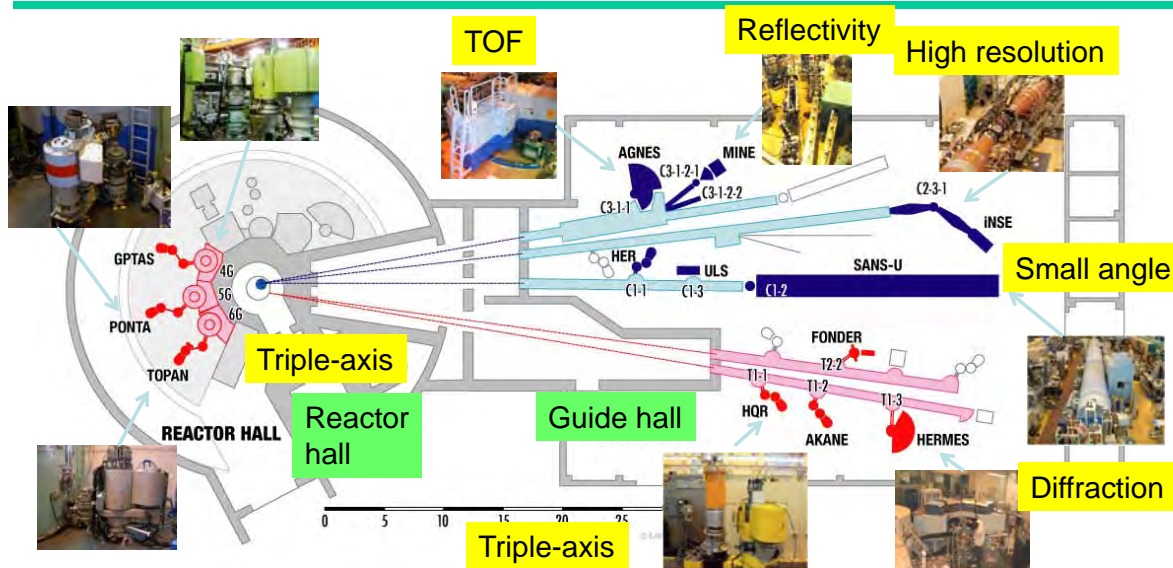 TOF
Reflectivity
High resolution
AGNES
C3-1-2-1
MINE
C3-1-2-2
C3-1-1
C2-3-1
iNSE
GPTAS
4G
5G
6G
PONTA
TOPAN
HER
ULS
SANS-U
C1-1
C1-3
C1-2
Small angle
Triple-axis
FONDER
T2-2
T1-1
T1-2
T1-3
HQR
AKANE
HERMES
Reactor
hall
Guide hall
REACTOR HALL
Diffraction
0 5 10 15 20 25
Triple-axis